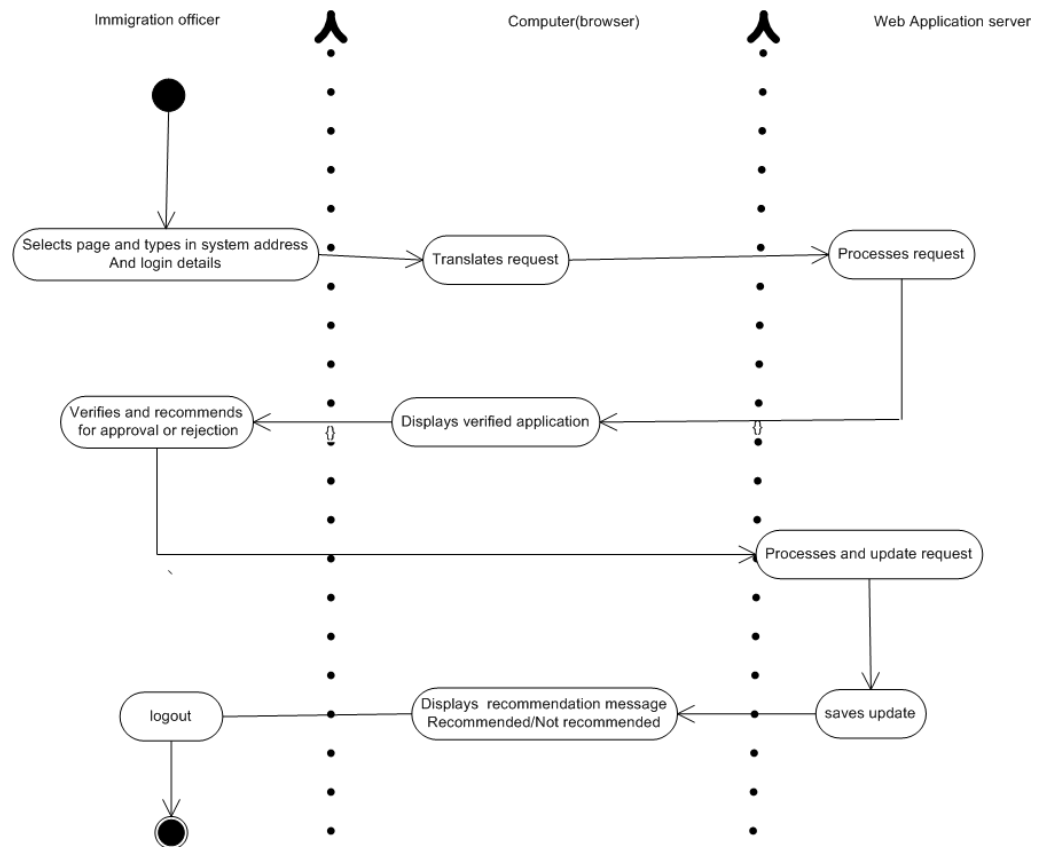 Immigration officer
Computer(browser)
Web Application server
Selects page and types in system address
And login details
Translates request
Processes request
Verifies and recommends
for approval or rejection
{}
Displays verified application
{}
Processes and update request
`
logout
Displays recommendation message
Recommended/Not recommended
saves update